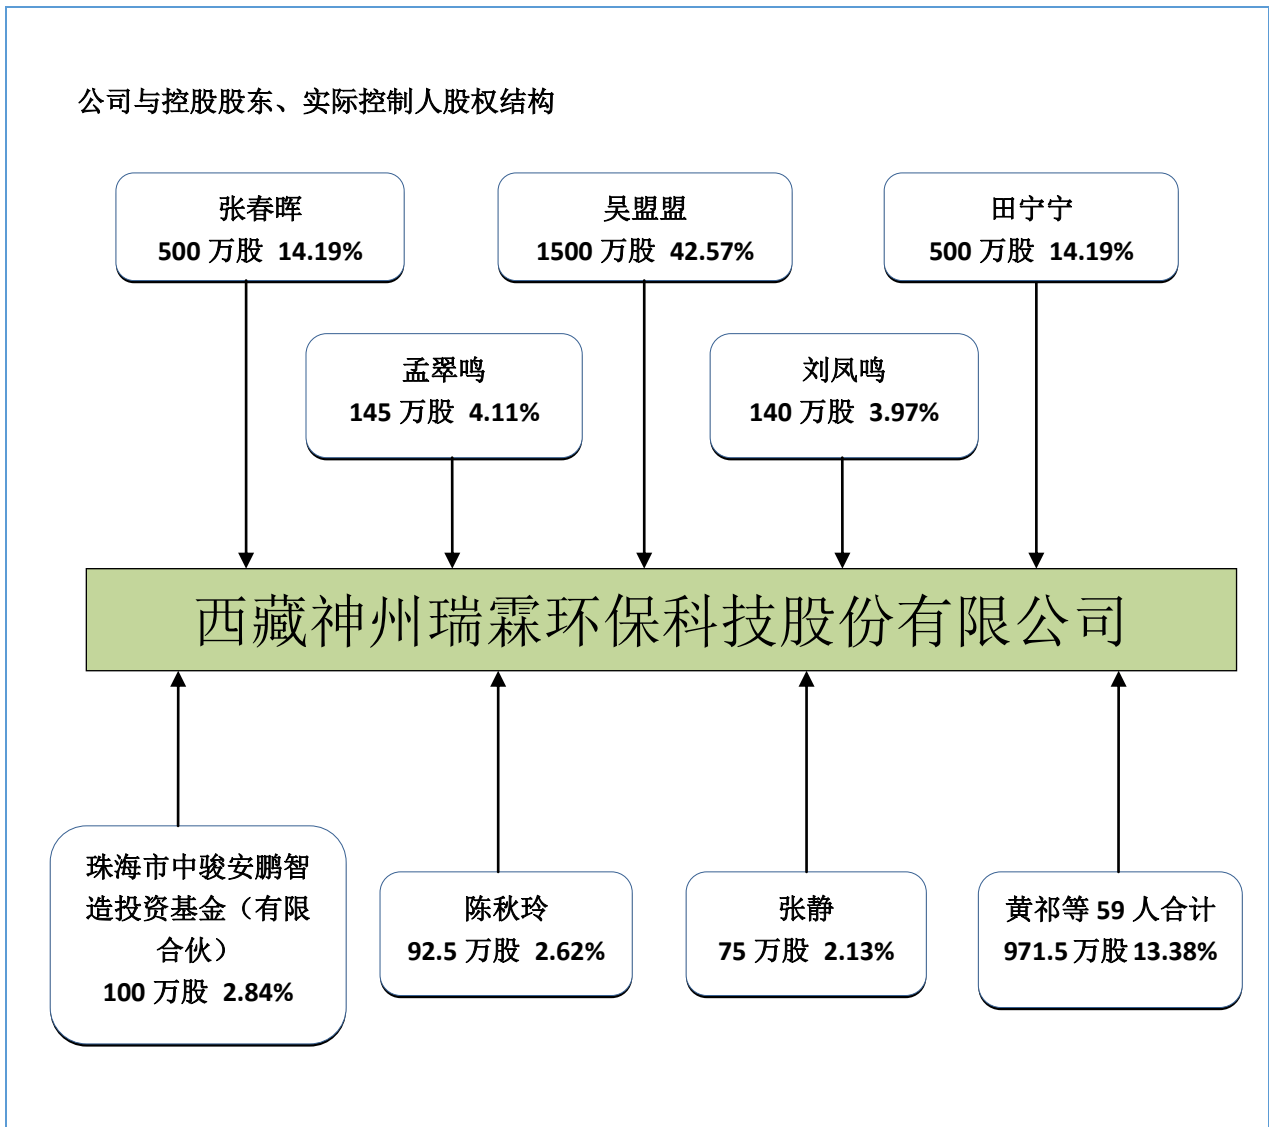 公司与控股股东、实际控制人股权结构
张春晖
500 万股 14.19%
吴盟盟
1500 万股 42.57%
田宁宁
500 万股 14.19%
孟翠鸣
145 万股 4.11%
刘凤鸣
140 万股 3.97%
西藏神州瑞霖环保科技股份有限公司
珠海市中骏安鹏智
造投资基金（有限
合伙）
100 万股 2.84%
陈秋玲
92.5 万股 2.62%
张静
75 万股 2.13%
黄祁等 59 人合计
971.5 万股 13.38%